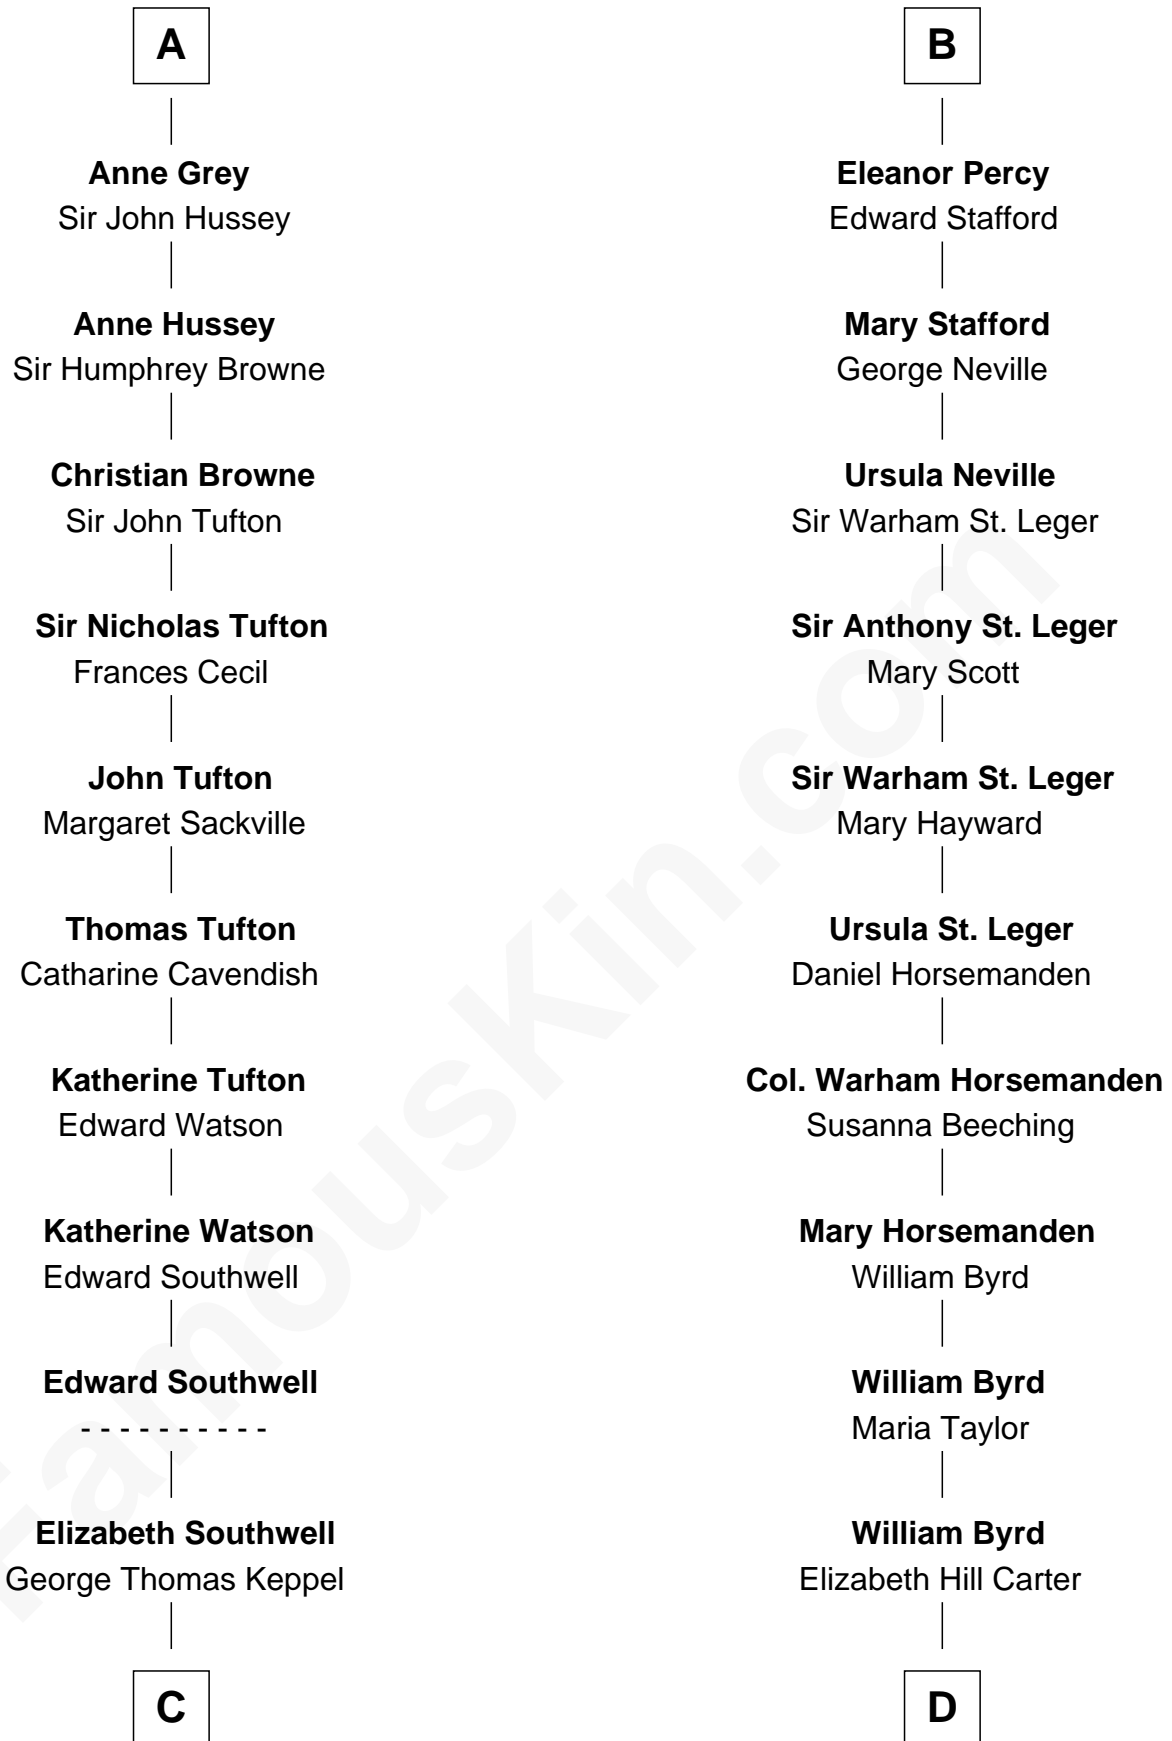 A
Anne Grey
Sir John Hussey
Anne Hussey
Sir Humphrey Browne
Christian Browne
Sir John Tufton
Sir Nicholas Tufton
Frances Cecil
John Tufton
Margaret Sackville
Thomas Tufton
Catharine Cavendish
Katherine Tufton
Edward Watson
Katherine Watson
Edward Southwell
Edward Southwell
- - - - - - - - - -
Elizabeth Southwell
George Thomas Keppel
C
B
Eleanor Percy
Edward Stafford
Mary Stafford
George Neville
Ursula Neville
Sir Warham St. Leger
Sir Anthony St. Leger
Mary Scott
Sir Warham St. Leger
Mary Hayward
Ursula St. Leger
Daniel Horsemanden
Col. Warham Horsemanden
Susanna Beeching
Mary Horsemanden
William Byrd
William Byrd
Maria Taylor
William Byrd
Elizabeth Hill Carter
D
FamousKin.com